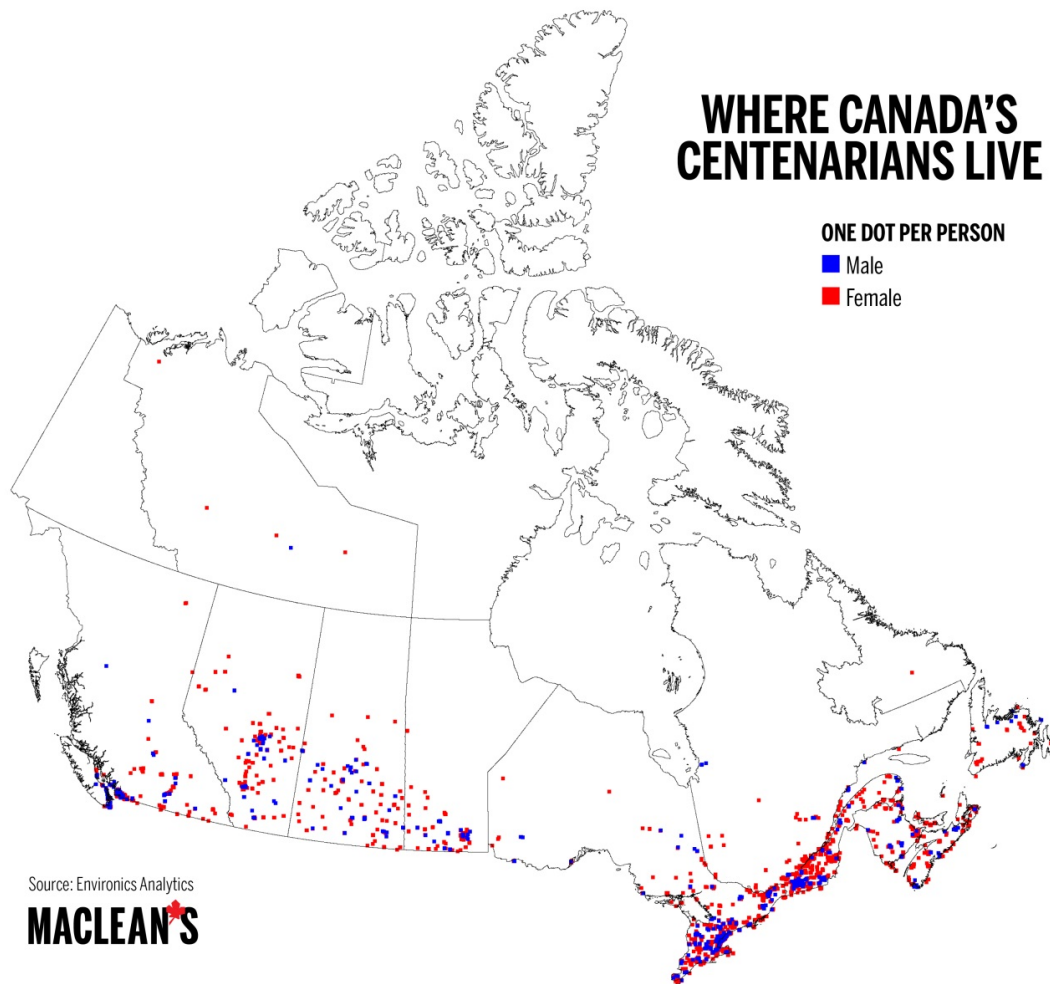 WHERE CANADA'S
CENTENARIANS LIVE
ONE DOT PER PERSON
Male
Female
Source: Environics Analytics
MACLEAN'S